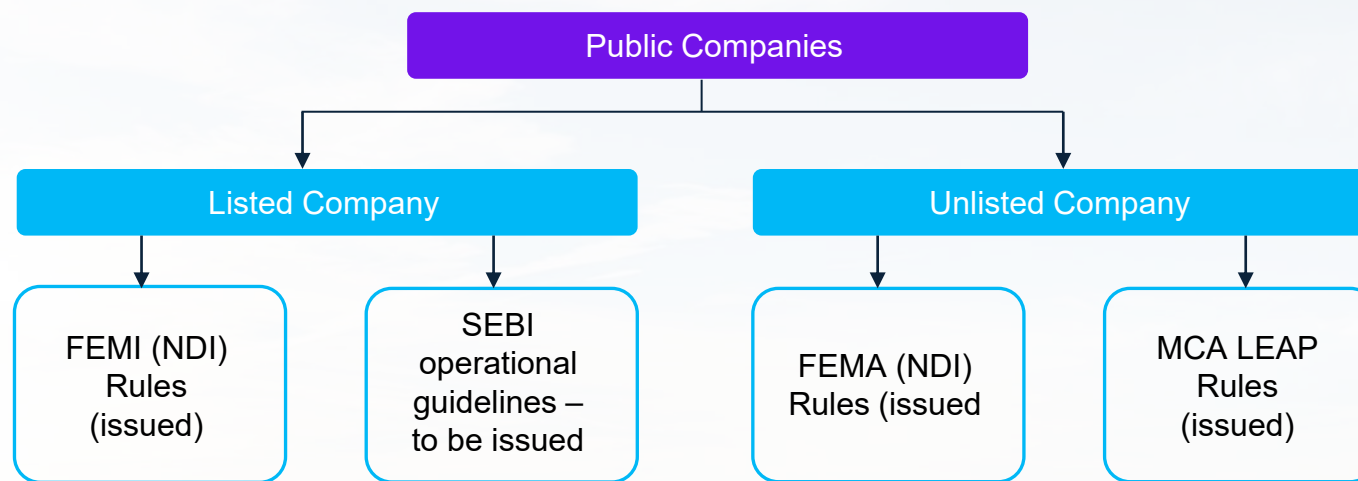 Public Companies
Listed Company
Unlisted Company
FEMI (NDI)
Rules
(issued)
SEBI
operational
guidelines –
to be issued
FEMA (NDI)
Rules (issued
MCA LEAP
Rules
(issued)